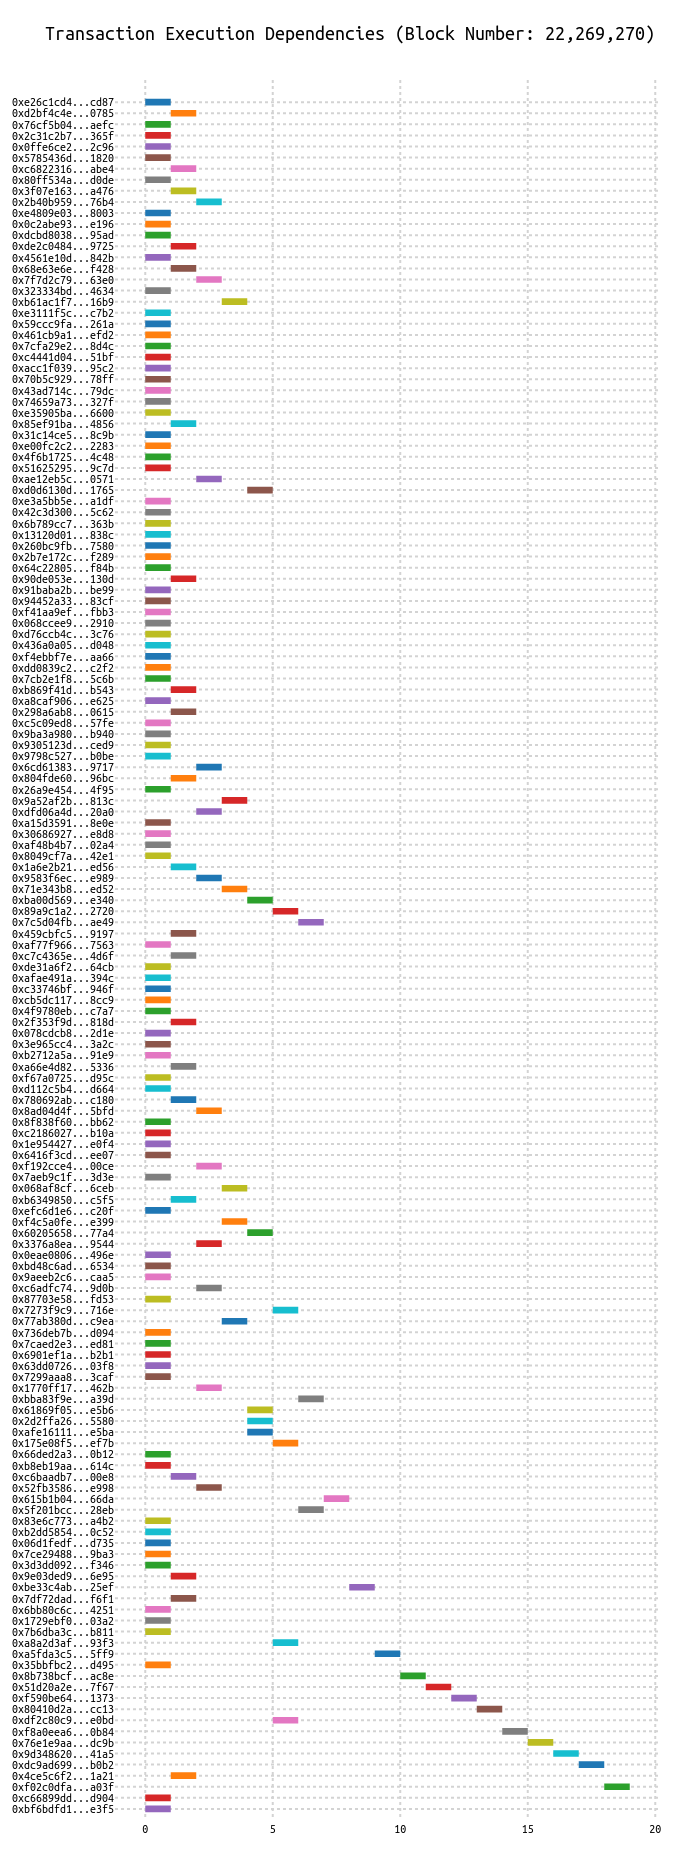 Transaction Execution Dependencies (Block Number: 22,269,270)
0xe26c1cd4...cd87
0xd2bf4c4e...0785
0x76cf5b04...aefc
0x2c31c2b7...365f
0x0ffe6ce2...2c96
0x5785436d...1820
0xc6822316...abe4
0x80ff534a...d0de
0x3f07e163...a476
0x2b40b959...76b4
0xe4809e03...8003
0x0c2abe93...e196
0xdcbd8038...95ad
0xde2c0484...9725
0x4561e10d...842b
0x68e63e6e...f428
0x7f7d2c79...63e0
0x323334bd...4634
0xb61ac1f7...16b9
0xe3111f5c...c7b2
0x59ccc9fa...261a
0x461cb9a1...efd2
0x7cfa29e2...8d4c
0xc4441d04...51bf
0xacc1f039...95c2
0x70b5c929...78ff
0x43ad714c...79dc
0x74659a73...327f
0xe35905ba...6600
0x85ef91ba...4856
0x31c14ce5...8c9b
0xe00fc2c2...2283
0x4f6b1725...4c48
0x51625295...9c7d
0xae12eb5c...0571
0xd0d6130d...1765
0xe3a5bb5e...a1df
0x42c3d300...5c62
0x6b789cc7...363b
0x13120d01...838c
0x260bc9fb...7580
0x2b7e172c...f289
0x64c22805...f84b
0x90de053e...130d
0x91baba2b...be99
0x94452a33...83cf
0xf41aa9ef...fbb3
0x068ccee9...2910
0xd76ccb4c...3c76
0x436a0a05...d048
0xf4ebbf7e...aa66
0xdd0839c2...c2f2
0x7cb2e1f8...5c6b
0xb869f41d...b543
0xa8caf906...e625
0x298a6ab8...0615
0xc5c09ed8...57fe
0x9ba3a980...b940
0x9305123d...ced9
0x9798c527...b0be
0x6cd61383...9717
0x804fde60...96bc
0x26a9e454...4f95
0x9a52af2b...813c
0xdfd06a4d...20a0
0xa15d3591...8e0e
0x30686927...e8d8
0xaf48b4b7...02a4
0x8049cf7a...42e1
0x1a6e2b21...ed56
0x9583f6ec...e989
0x71e343b8...ed52
0xba00d569...e340
0x89a9c1a2...2720
0x7c5d04fb...ae49
0x459cbfc5...9197
0xaf77f966...7563
0xc7c4365e...4d6f
0xde31a6f2...64cb
0xafae491a...394c
0xc33746bf...946f
0xcb5dc117...8cc9
0x4f9780eb...c7a7
0x2f353f9d...818d
0x078cdcb8...2d1e
0x3e965cc4...3a2c
0xb2712a5a...91e9
0xa66e4d82...5336
0xf67a0725...d95c
0xd112c5b4...d664
0x780692ab...c180
0x8ad04d4f...5bfd
0x8f838f60...bb62
0xc2186027...b10a
0x1e954427...e0f4
0x6416f3cd...ee07
0xf192cce4...00ce
0x7aeb9c1f...3d3e
0x068af8cf...6ceb
0xb6349850...c5f5
0xefc6d1e6...c20f
0xf4c5a0fe...e399
0x60205658...77a4
0x3376a8ea...9544
0x0eae0806...496e
0xbd48c6ad...6534
0x9aeeb2c6...caa5
0xc6adfc74...9d0b
0x87703e58...fd53
0x7273f9c9...716e
0x77ab380d...c9ea
0x736deb7b...d094
0x7caed2e3...ed81
0x6901ef1a...b2b1
0x63dd0726...03f8
0x7299aaa8...3caf
0x1770ff17...462b
0xbba83f9e...a39d
0x61869f05...e5b6
0x2d2ffa26...5580
0xafe16111...e5ba
0x175e08f5...ef7b
0x66ded2a3...0b12
0xb8eb19aa...614c
0xc6baadb7...00e8
0x52fb3586...e998
0x615b1b04...66da
0x5f201bcc...28eb
0x83e6c773...a4b2
0xb2dd5854...0c52
0x06d1fedf...d735
0x7ce29488...9ba3
0x3d3dd092...f346
0x9e03ded9...6e95
0xbe33c4ab...25ef
0x7df72dad...f6f1
0x6bb80c6c...4251
0x1729ebf0...03a2
0x7b6dba3c...b811
0xa8a2d3af...93f3
0xa5fda3c5...5ff9
0x35bbfbc2...d495
0x8b738bcf...ac8e
0x51d20a2e...7f67
0xf590be64...1373
0x80410d2a...cc13
0xdf2c80c9...e0bd
0xf8a0eea6...0b84
0x76e1e9aa...dc9b
0x9d348620...41a5
0xdc9ad699...b0b2
0x4ce5c6f2...1a21
0xf02c0dfa...a03f
0xc66899dd...d904
0xbf6bdfd1...e3f5
0 5 10 15 20